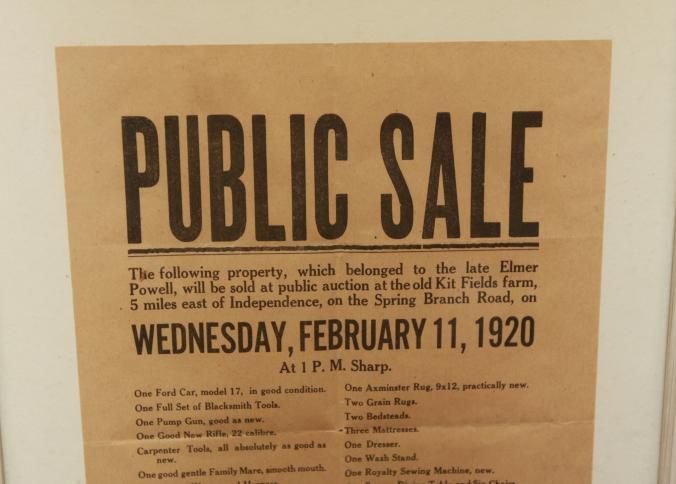 PUBLIC SALE
The following property, which belonged to the late Elmer
Powell, will be sold at public auction at the old Kit Fields farm,
5 miles east of Independence, on the Spring Branch Road, on
WEDNESDAY, FEBRUARY 11, 1920
At 1 P. M. Sharp.
One Ford Car, model 17, in good condition.
One Full Set of Blacksmith Tools.
One Pump Gun, good as new.
One Good New Rifle, 22 calibre.
Carpenter Tools, all absolutely as good as
new.
One good gentle Family Mare, smooth mouth.
One Axminster Rug, 9x12, practically new.
Two Grain Rugs.
Two Bedsteads.
Three Mattresses.
One Dresser.
One Wash Stand.
One Royalty Sewing Machine, new.